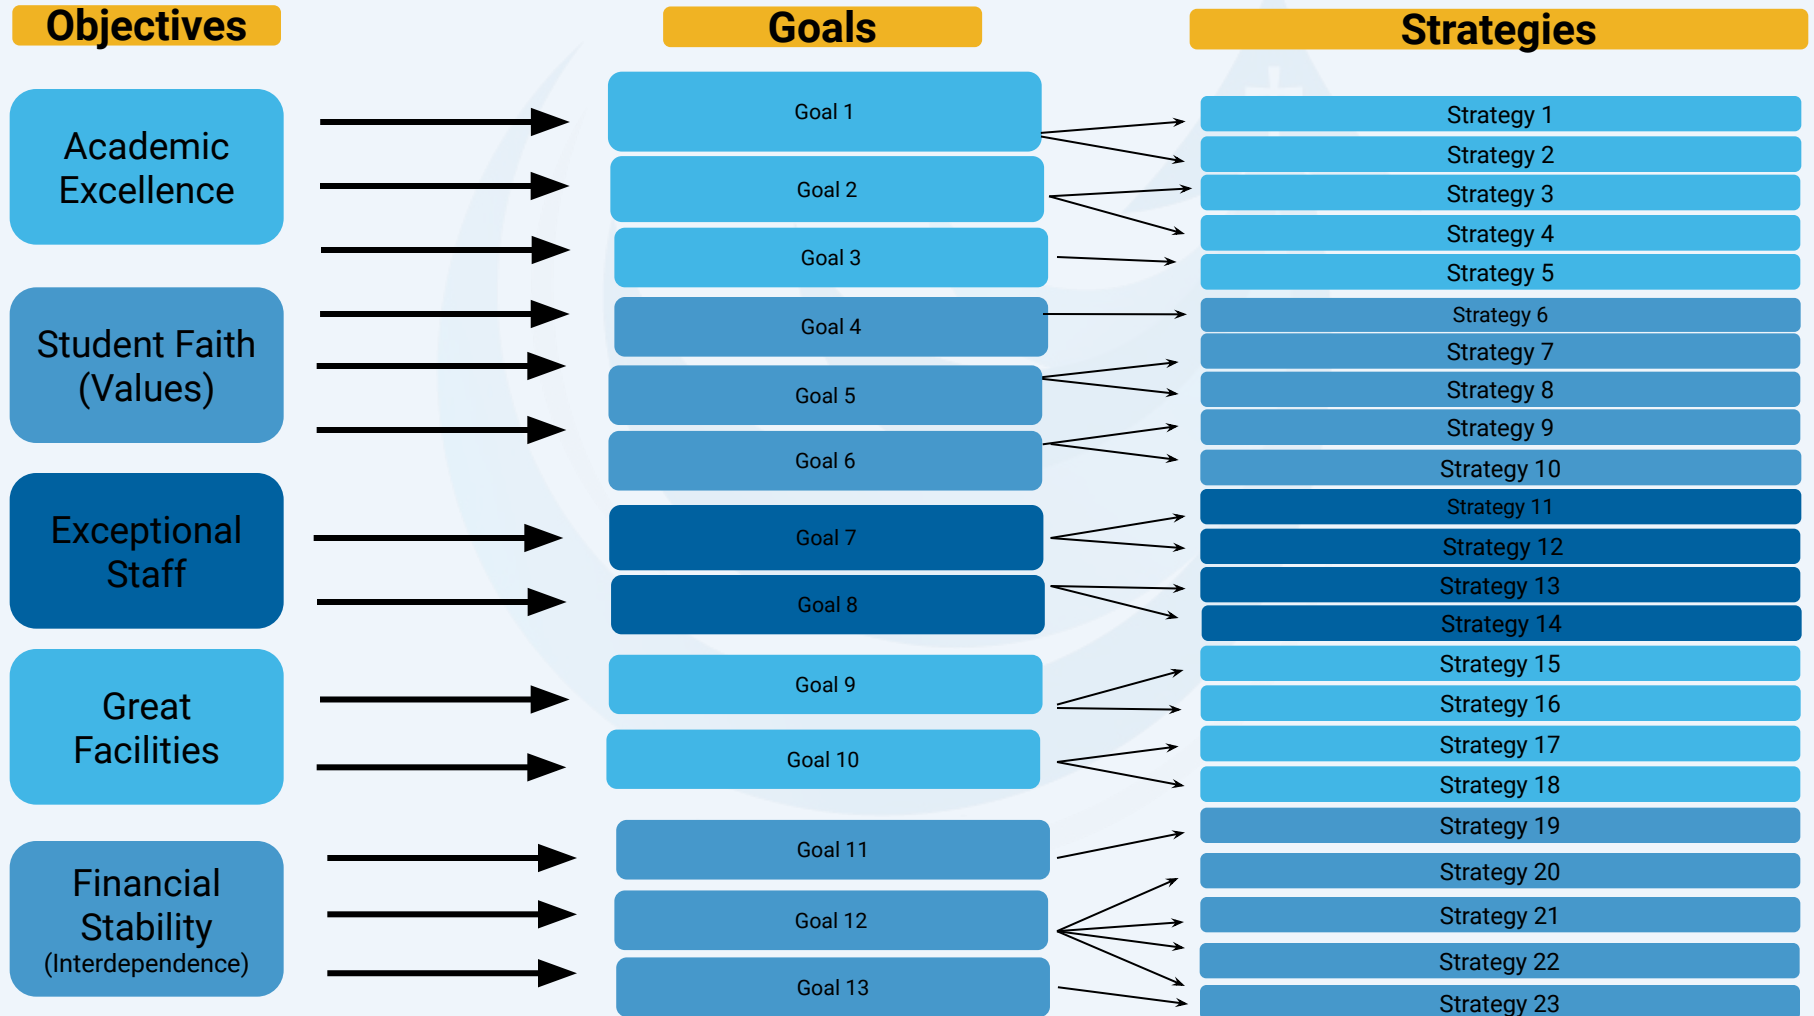 Objectives
Goals
Strategies
Academic
Excellence
Student Faith
(Values)
Exceptional
Staff
Great
Facilities
Financial
Stability
(Interdependence)
Goal 1
Goal 2
Goal 3
Goal 4
Goal 5
Goal 6
Goal 7
Goal 8
Goal 9
Goal 10
Goal 11
Goal 12
Goal 13
Strategy 1
Strategy 2
Strategy 3
Strategy 4
Strategy 5
Strategy 6
Strategy 7
Strategy 8
Strategy 9
Strategy 10
Strategy 11
Strategy 12
Strategy 13
Strategy 14
Strategy 15
Strategy 16
Strategy 17
Strategy 18
Strategy 19
Strategy 20
Strategy 21
Strategy 22
Strategy 23